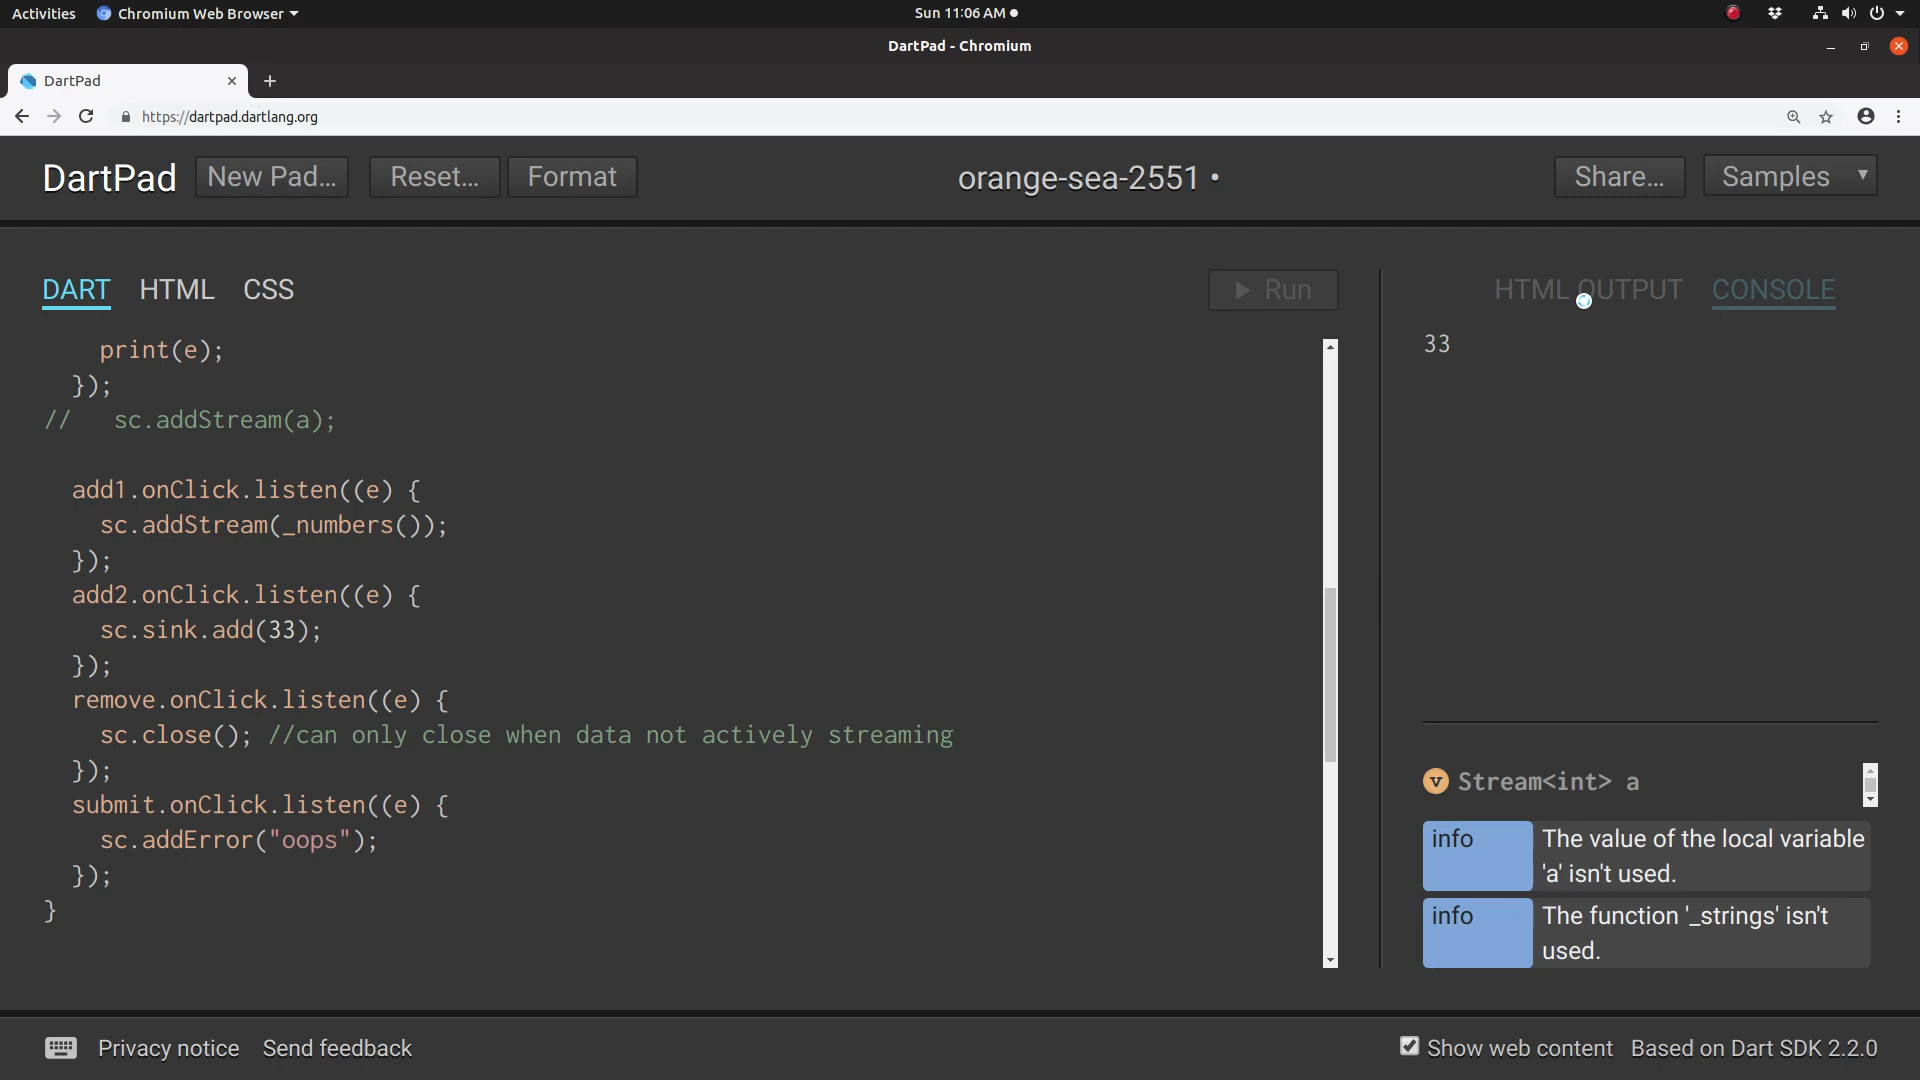 Activities Chromium Web Browser Sun 11:06 AM
DartPad - Chromium
DartPad
https://dartpad.dartlang.org
DartPad New Pad... Reset... Format orange-sea-2551 • Share... Samples
DART HTML CSS Run HTML OUTPUT CONSOLE
33
print(e);
});
//   sc.addStream(a);
add1.onClick.listen((e) {
sc.addStream(_numbers());
});
add2.onClick.listen((e) {
sc.sink.add(33);
});
remove.onClick.listen((e) {
sc.close(); //can only close when data not actively streaming
});
submit.onClick.listen((e) {
sc.addError("oops");
});
}
v Stream<int> a
info The value of the local variable
'a' isn't used.
info The function '_strings' isn't
used.
Privacy notice Send feedback Show web content Based on Dart SDK 2.2.0